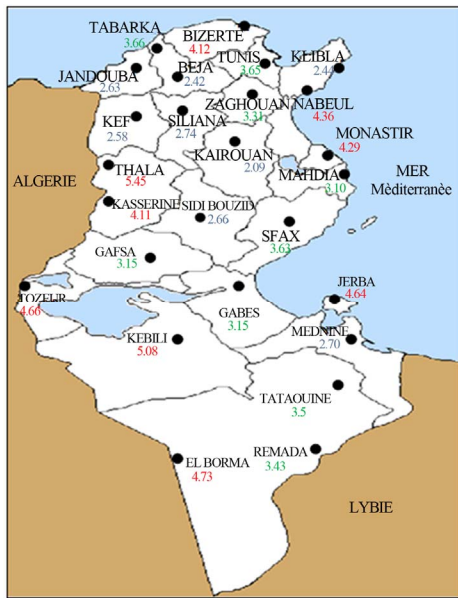 TABARKA
3.66
BIZERTE
4.12
TUNIS
3.65
KLIBLA
2.44
JANDOUBA
2.63
BEJA
2.42
ZAGHOUAN
3.31
NABEUL
4.36
KEF
2.58
SILIANA
2.74
KAIROUAN
2.09
MONASTIR
4.29
MER
Mèditerranèe
ALGERIE
THALA
5.45
MAHDIA
3.10
KASSERINE
4.11
SIDI BOUZID
2.66
SFAX
3.63
GAFSA
3.15
TOZEUR
4.66
JERBA
4.64
GABES
3.15
KEBILI
5.08
MEDNINE
2.70
TATAOUINE
3.5
REMADA
3.43
EL BORMA
4.73
LYBIE